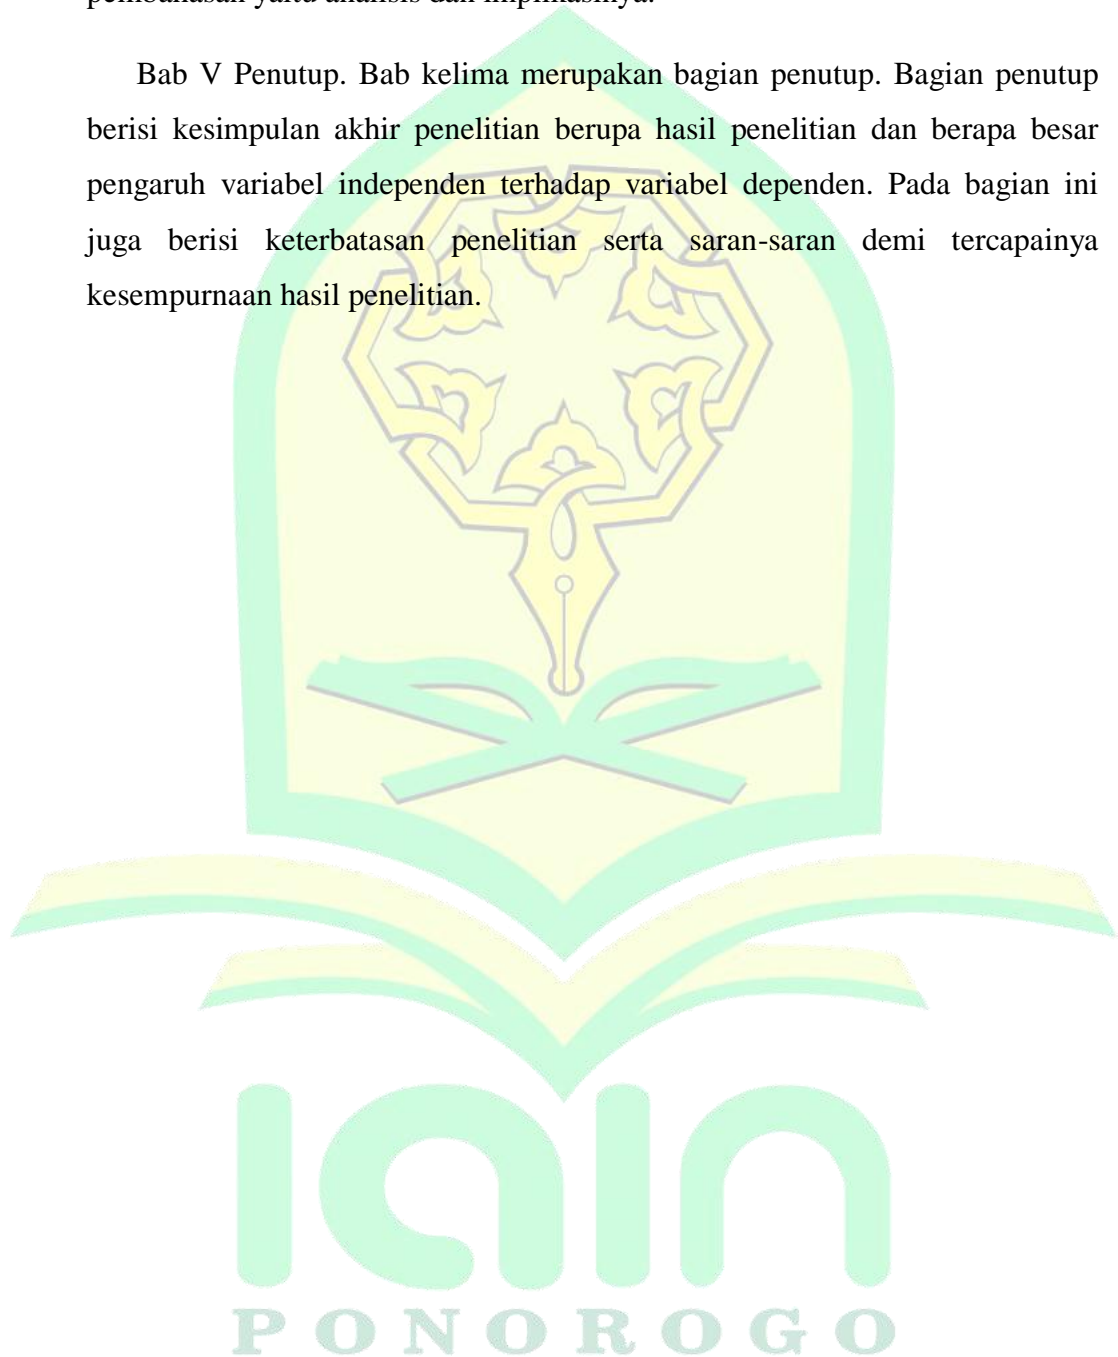 pembahasan yaitu analisis dan implikasinya.
Bab V Penutup. Bab kelima merupakan bagian penutup. Bagian penutup
berisi kesimpulan akhir penelitian berupa hasil penelitian dan berapa besar
pengaruh variabel independen terhadap variabel dependen. Pada bagian ini
juga berisi keterbatasan penelitian serta saran-saran demi tercapainya
kesempurnaan hasil penelitian.
iain
PONOROGO